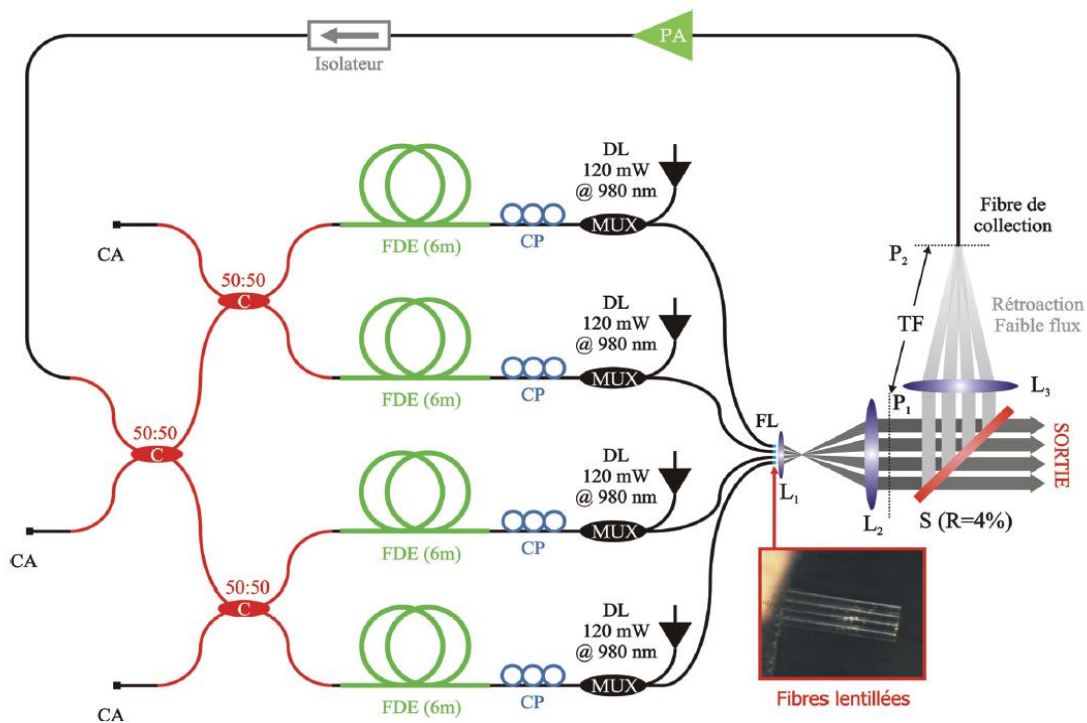 PA
Isolateur
DL
120 mW
@ 980 nm
MUX
FDE (6m)
CP
CA
50:50
C
Fibre de
collection
P2
Rétroaction
Faible flux
TF
DL
120 mW
@ 980 nm
MUX
FDE (6m)
CP
L3
P1
50:50
C
FL
L1
L2
SORTIE
S (R=4%)
DL
120 mW
@ 980 nm
MUX
FDE (6m)
CP
CA
50:50
C
DL
120 mW
@ 980 nm
MUX
FDE (6m)
CP
CA
Fibres lentillées